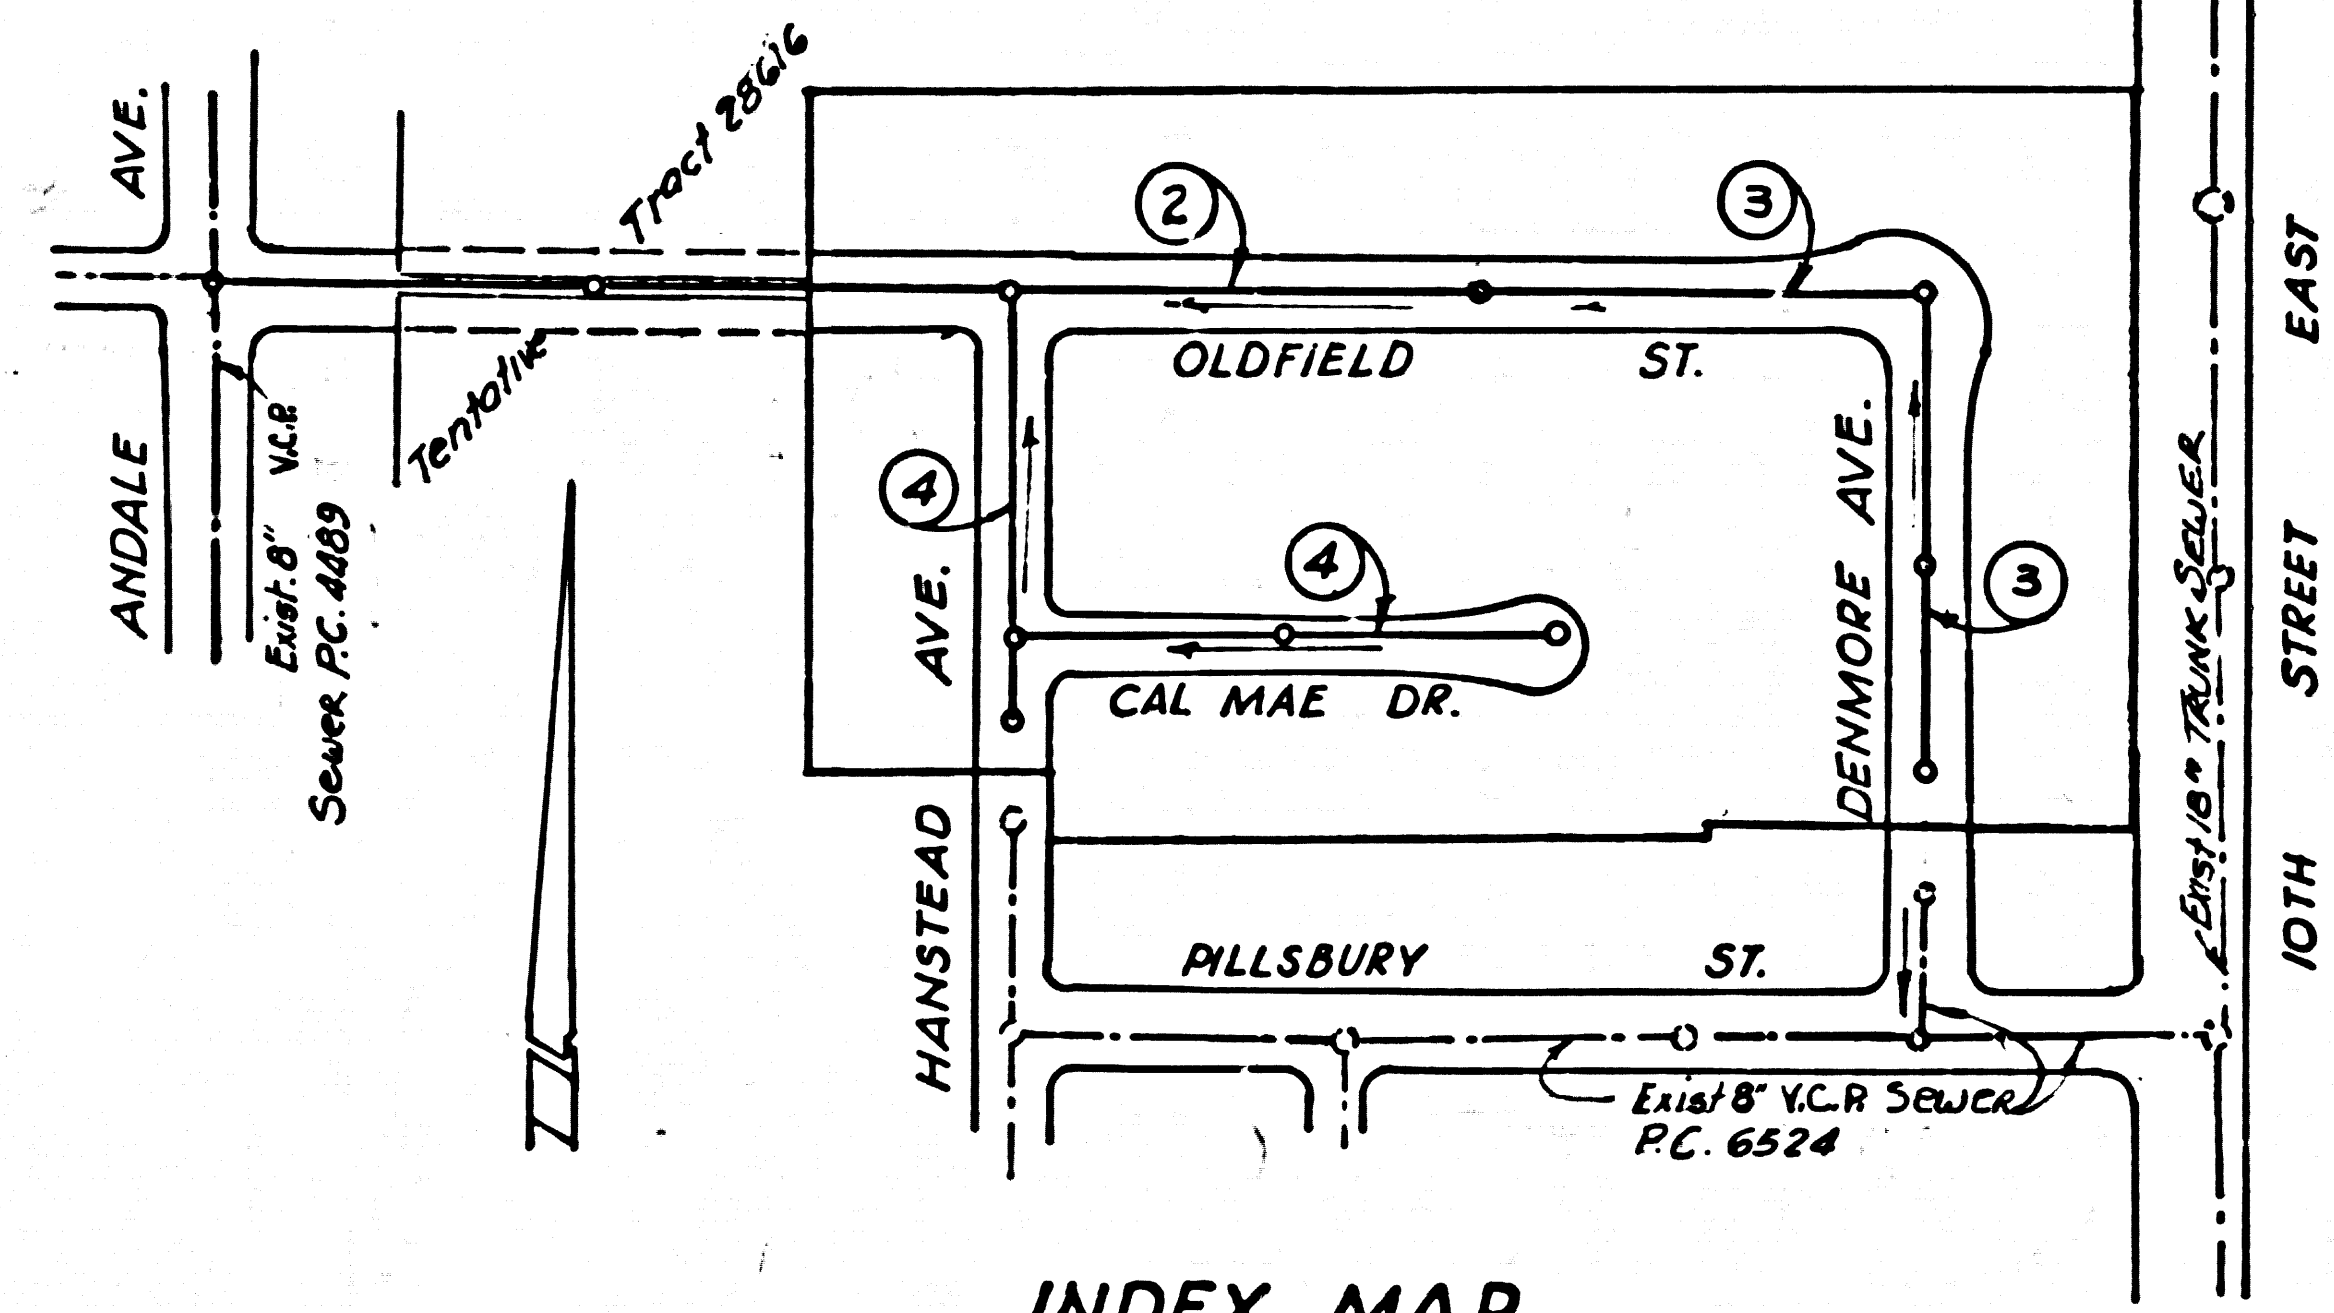 ANDALE AVE.
Tentative Tract 28616
Exist. 8" V.C.P.
Sewer P.C. 4489
2
3
OLDFIELD ST.
4
4
3
CAL MAE DR.
HANSTEAD AVE.
DENMORE AVE.
PILLSBURY ST.
Exist 8" V.C.P. SEWER
P.C. 6524
Exist 18" TRUNK SEWER
10TH STREET EAST
INDEX MAP